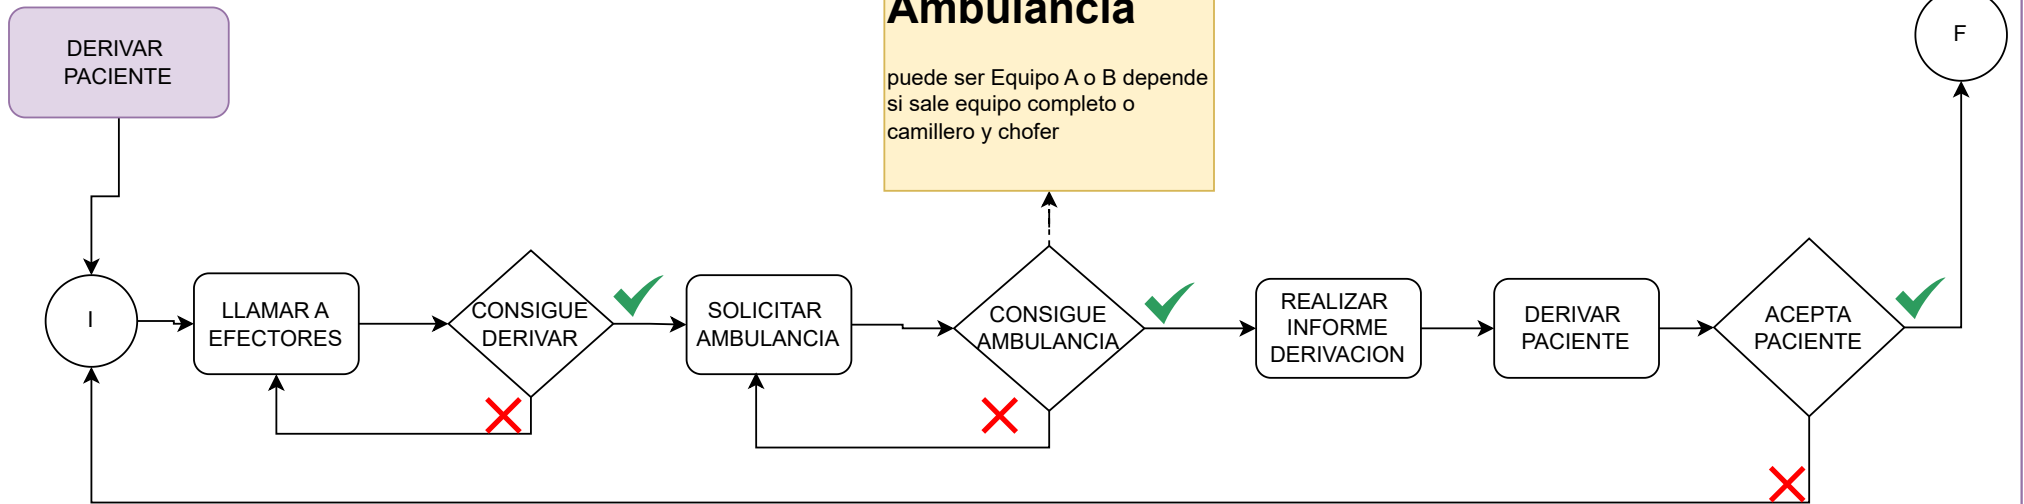 DERIVAR
PACIENTE
Ambulancia
puede ser Equipo A o B depende
si sale equipo completo o
camillero y chofer
F
I
LLAMAR A
EFECTORES
CONSIGUE
DERIVAR
SOLICITAR
AMBULANCIA
CONSIGUE
AMBULANCIA
REALIZAR
INFORME
DERIVACION
DERIVAR
PACIENTE
ACEPTA
PACIENTE